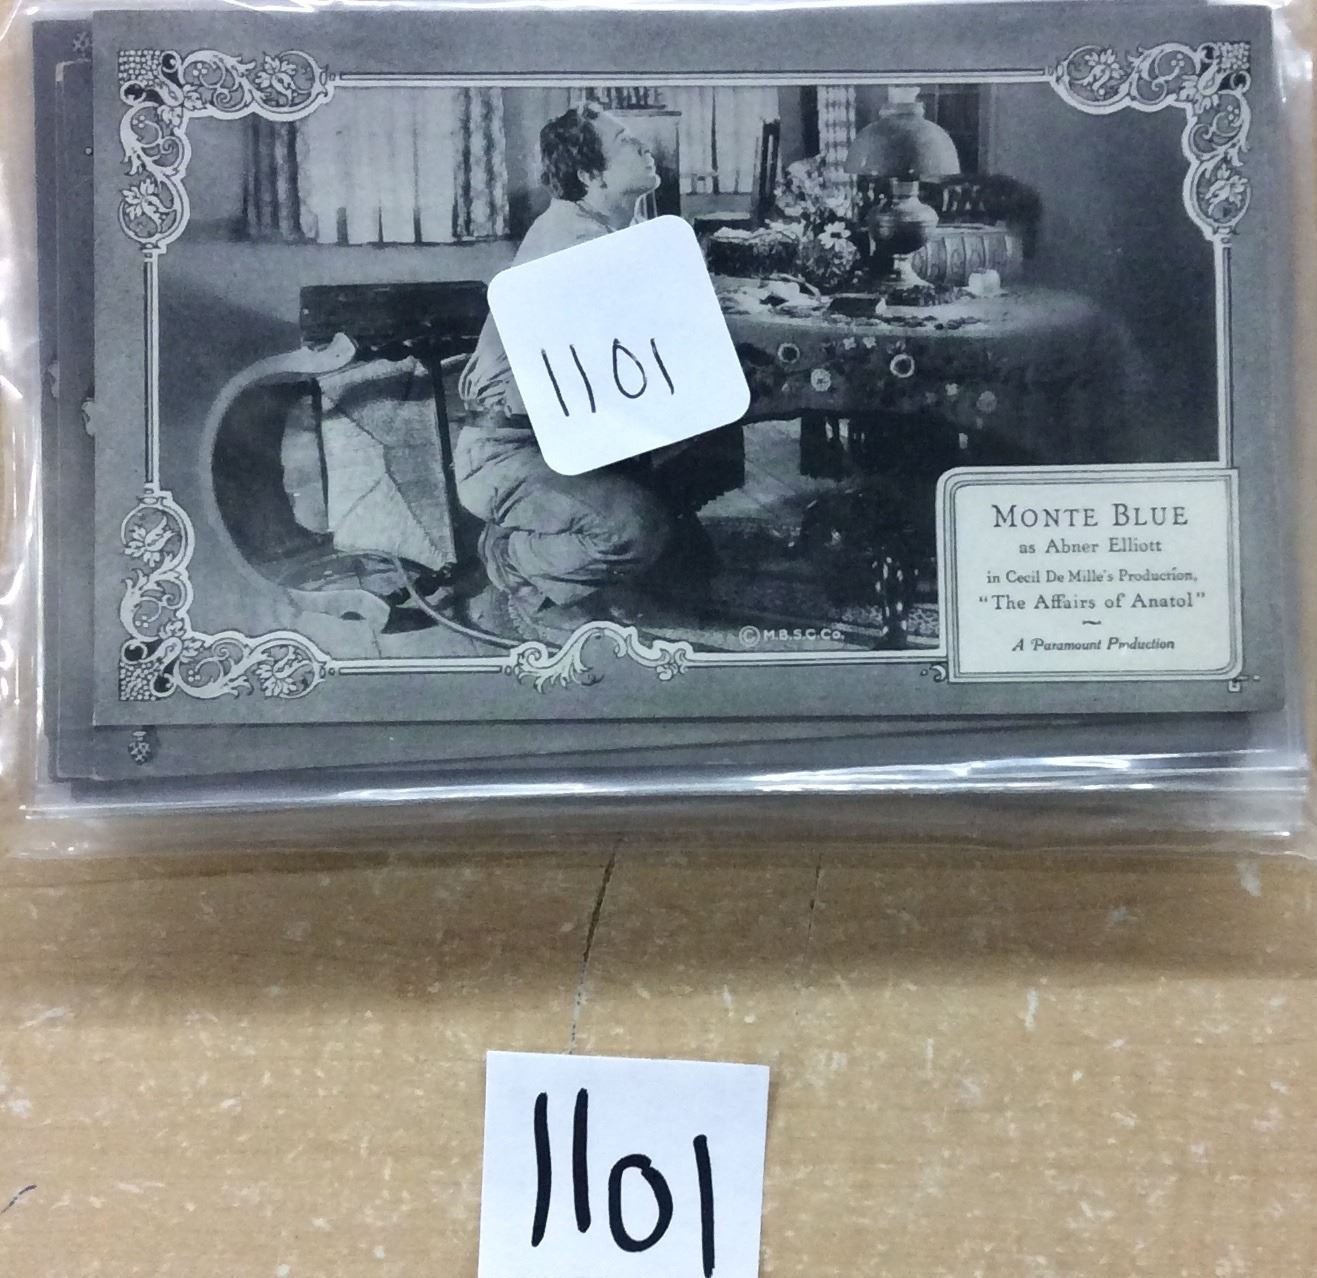 1101
MONTE BLUE
as Abner Elliott
in Cecil De Mille's Production,
"The Affairs of Anatol"
~
A Paramount Production
© M.B.S.C.Co.
1101